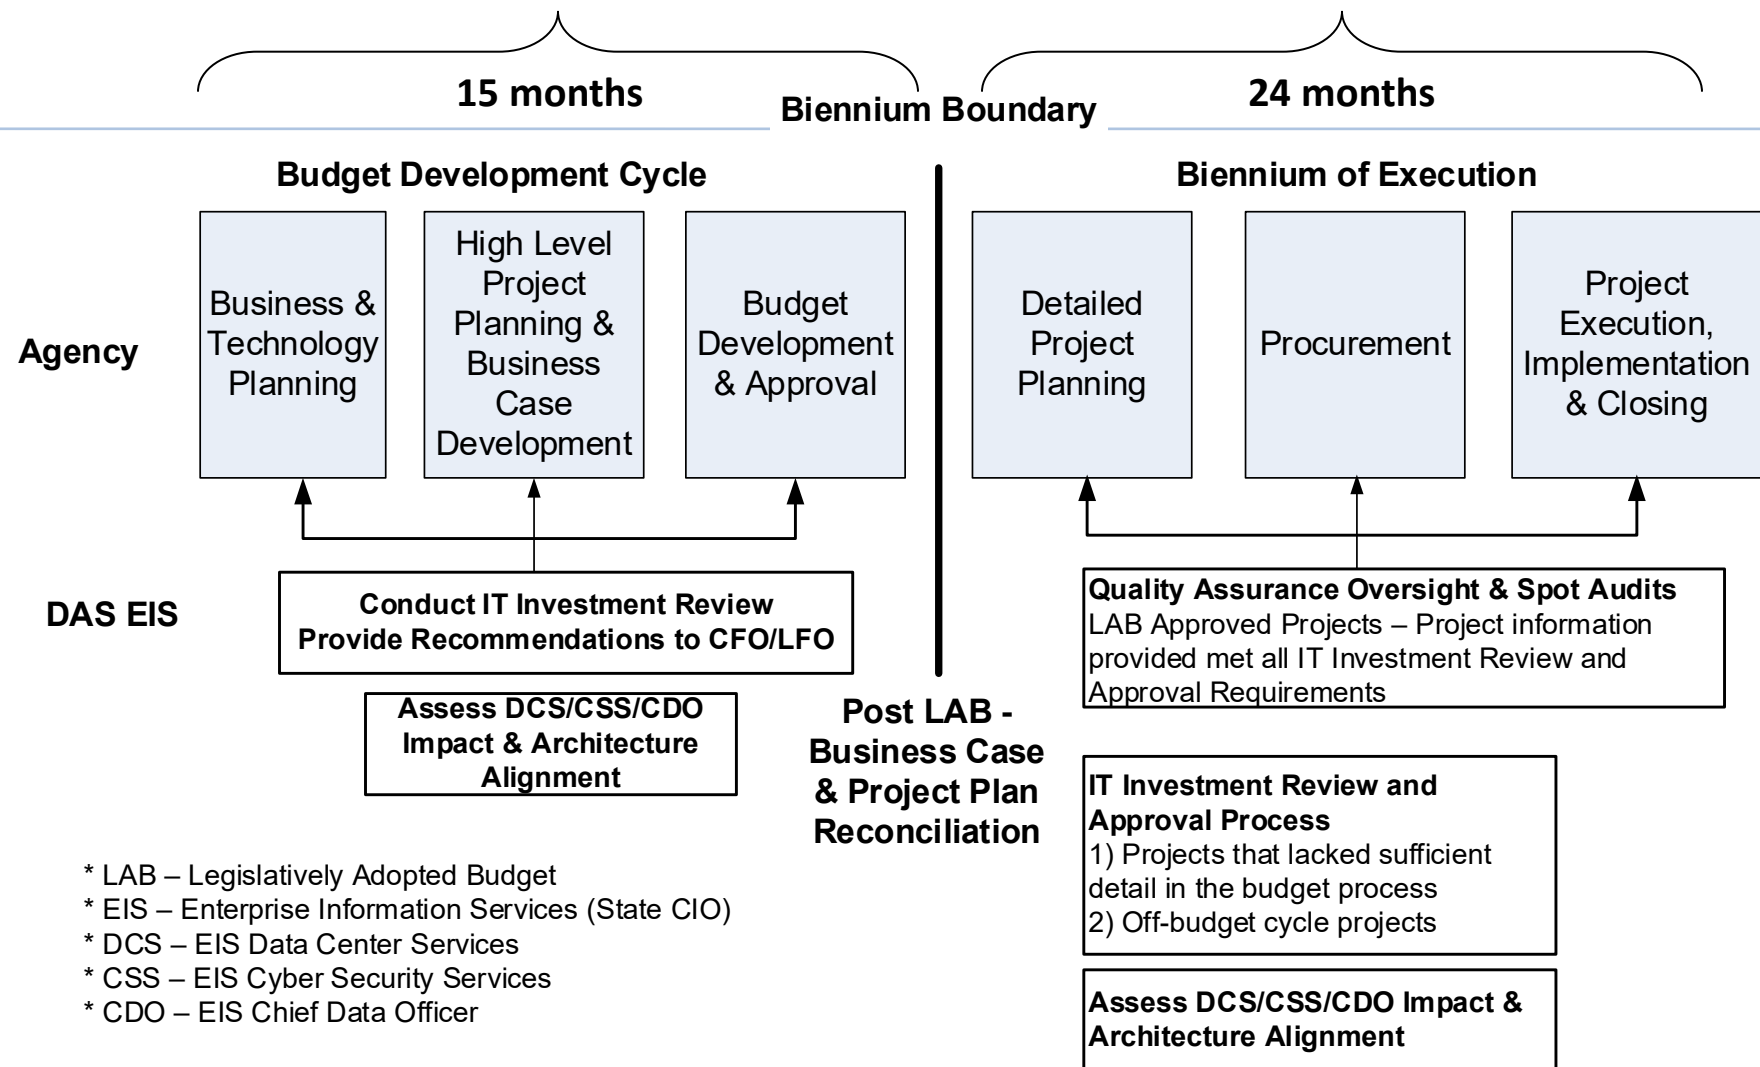 15 months
24 months
Biennium Boundary
Budget Development Cycle
Biennium of Execution
Agency
Business &
Technology
Planning
High Level
Project
Planning &
Business
Case
Development
Budget
Development
& Approval
Detailed
Project
Planning
Procurement
Project
Execution,
Implementation
& Closing
DAS EIS
Conduct IT Investment Review
Provide Recommendations to CFO/LFO
Assess DCS/CSS/CDO
Impact & Architecture
Alignment
Post LAB -
Business Case
& Project Plan
Reconciliation
Quality Assurance Oversight & Spot Audits
LAB Approved Projects – Project information
provided met all IT Investment Review and
Approval Requirements
IT Investment Review and
Approval Process
1) Projects that lacked sufficient
detail in the budget process
2) Off-budget cycle projects
Assess DCS/CSS/CDO Impact &
Architecture Alignment
* LAB – Legislatively Adopted Budget
* EIS – Enterprise Information Services (State CIO)
* DCS – EIS Data Center Services
* CSS – EIS Cyber Security Services
* CDO – EIS Chief Data Officer